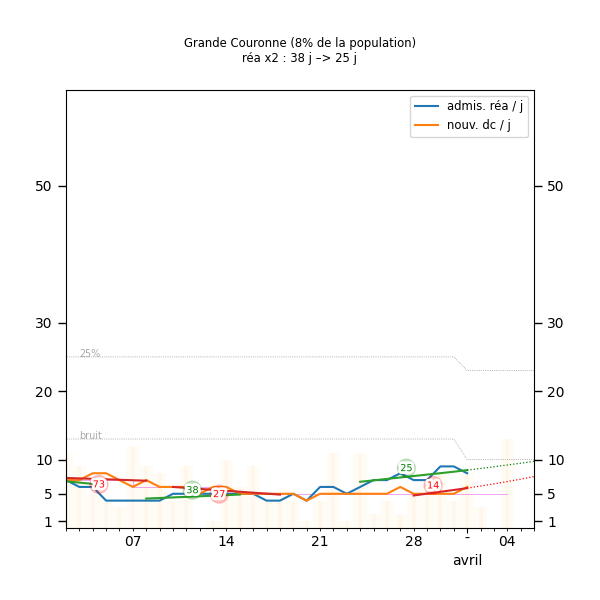 Grande Couronne (8% de la population)
réa x2 : 38 j –> 25 j
admis. réa / j
nouv. dc / j
50 50
30 30
25%
20 20
bruit
10 10
25
73 38 27 14
5 5
1 1
07 14 21 28 - 04
avril